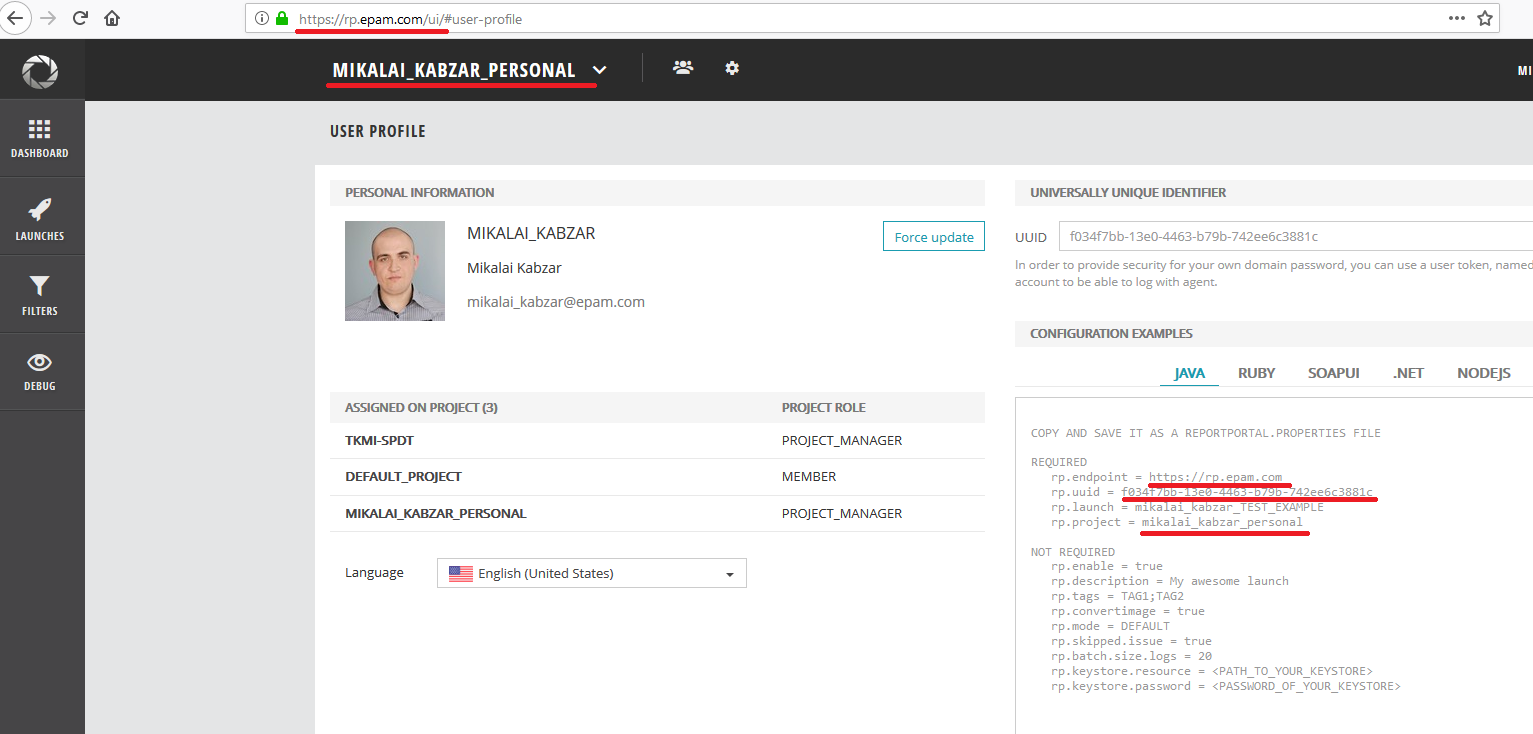 https://rp.epam.com/ui/#user-profile
MIKALAI_KABZAR_PERSONAL
MI
DASHBOARD
LAUNCHES
FILTERS
DEBUG
USER PROFILE
PERSONAL INFORMATION
MIKALAI_KABZAR
Force update
Mikalai Kabzar
mikalai_kabzar@epam.com
ASSIGNED ON PROJECT (3) PROJECT ROLE
TKMI-SPDT PROJECT_MANAGER
DEFAULT_PROJECT MEMBER
MIKALAI_KABZAR_PERSONAL PROJECT_MANAGER
Language English (United States)
UNIVERSALLY UNIQUE IDENTIFIER
UUID f034f7bb-13e0-4463-b79b-742ee6c3881c
In order to provide security for your own domain password, you can use a user token, named
account to be able to log with agent.
CONFIGURATION EXAMPLES
JAVA RUBY SOAPUI .NET NODEJS
COPY AND SAVE IT AS A REPORTPORTAL.PROPERTIES FILE
REQUIRED
rp.endpoint = https://rp.epam.com
rp.uuid = f034f7bb-13e0-4463-b79b-742ee6c3881c
rp.launch = mikalai_kabzar_TEST_EXAMPLE
rp.project = mikalai_kabzar_personal
NOT REQUIRED
rp.enable = true
rp.description = My awesome launch
rp.tags = TAG1;TAG2
rp.convertimage = true
rp.mode = DEFAULT
rp.skipped.issue = true
rp.batch.size.logs = 20
rp.keystore.resource = <PATH_TO_YOUR_KEYSTORE>
rp.keystore.password = <PASSWORD_OF_YOUR_KEYSTORE>